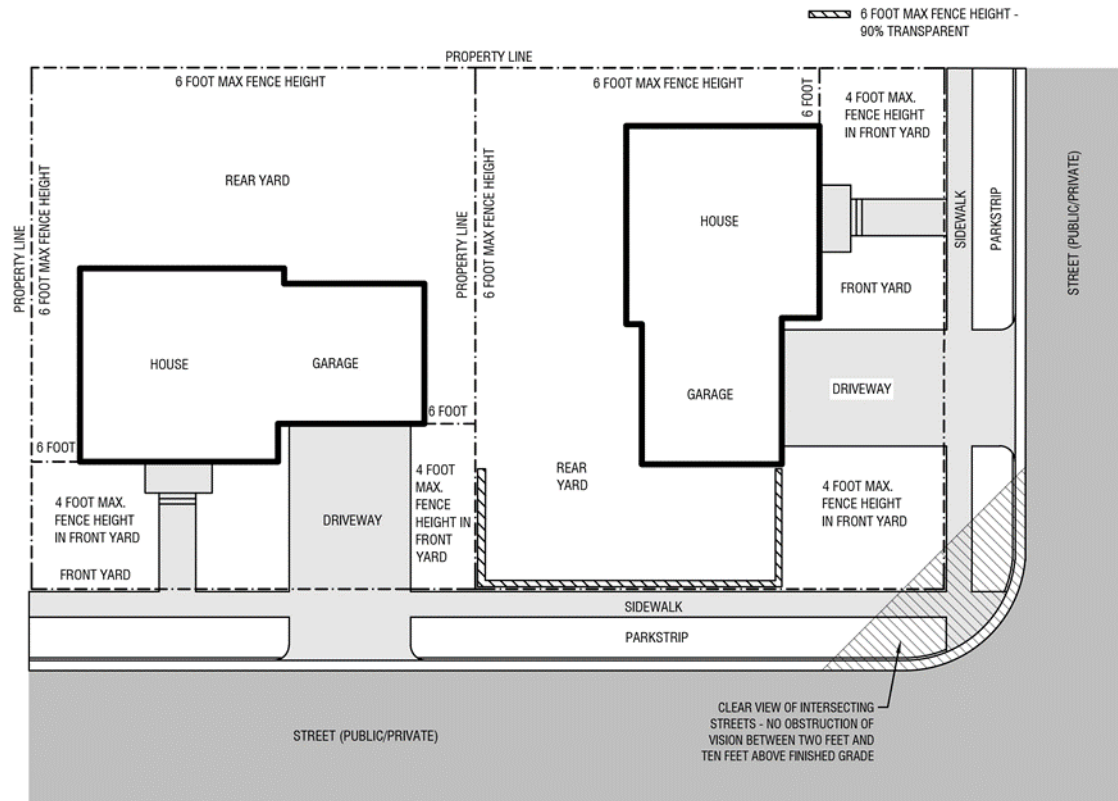 6 FOOT MAX FENCE HEIGHT -
90% TRANSPARENT
PROPERTY LINE
6 FOOT MAX FENCE HEIGHT
6 FOOT MAX FENCE HEIGHT
6 FOOT
4 FOOT MAX.
FENCE HEIGHT
IN FRONT YARD
REAR YARD
PROPERTY LINE
6 FOOT MAX FENCE HEIGHT
PROPERTY LINE
6 FOOT MAX FENCE HEIGHT
HOUSE
SIDEWALK
PARKSTRIP
STREET (PUBLIC/PRIVATE)
FRONT YARD
HOUSE
GARAGE
GARAGE
DRIVEWAY
6 FOOT
6 FOOT
4 FOOT MAX.
FENCE HEIGHT
IN FRONT YARD
FRONT YARD
DRIVEWAY
4 FOOT
MAX.
FENCE
HEIGHT IN
FRONT
YARD
REAR
YARD
4 FOOT MAX.
FENCE HEIGHT
IN FRONT YARD
SIDEWALK
PARKSTRIP
CLEAR VIEW OF INTERSECTING
STREETS - NO OBSTRUCTION OF
VISION BETWEEN TWO FEET AND
TEN FEET ABOVE FINISHED GRADE
STREET (PUBLIC/PRIVATE)